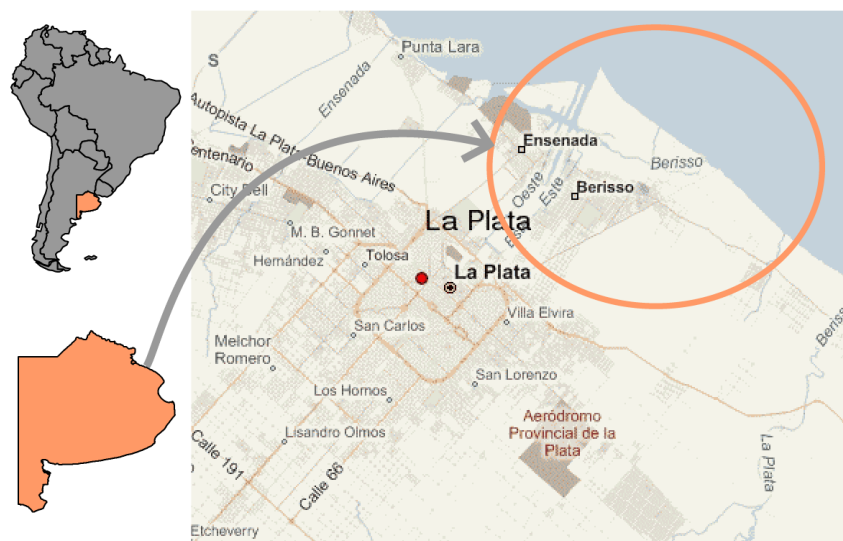 Punta Lara
S
Ensenada
Autopista La Plata-Buenos Aires
Centenario
Ensenada
City Bell
Oeste
Este
Berisso
Berisso
La Plata
M. B. Gonnet
Hernández
Tolosa
La Plata
San Carlos
Villa Elvira
Melchor
Romero
San Lorenzo
Los Hornos
Berisso
Aeródromo
Provincial de la
Plata
Lisandro Olmos
Calle 191
Calle 66
La Plata
Etcheverry